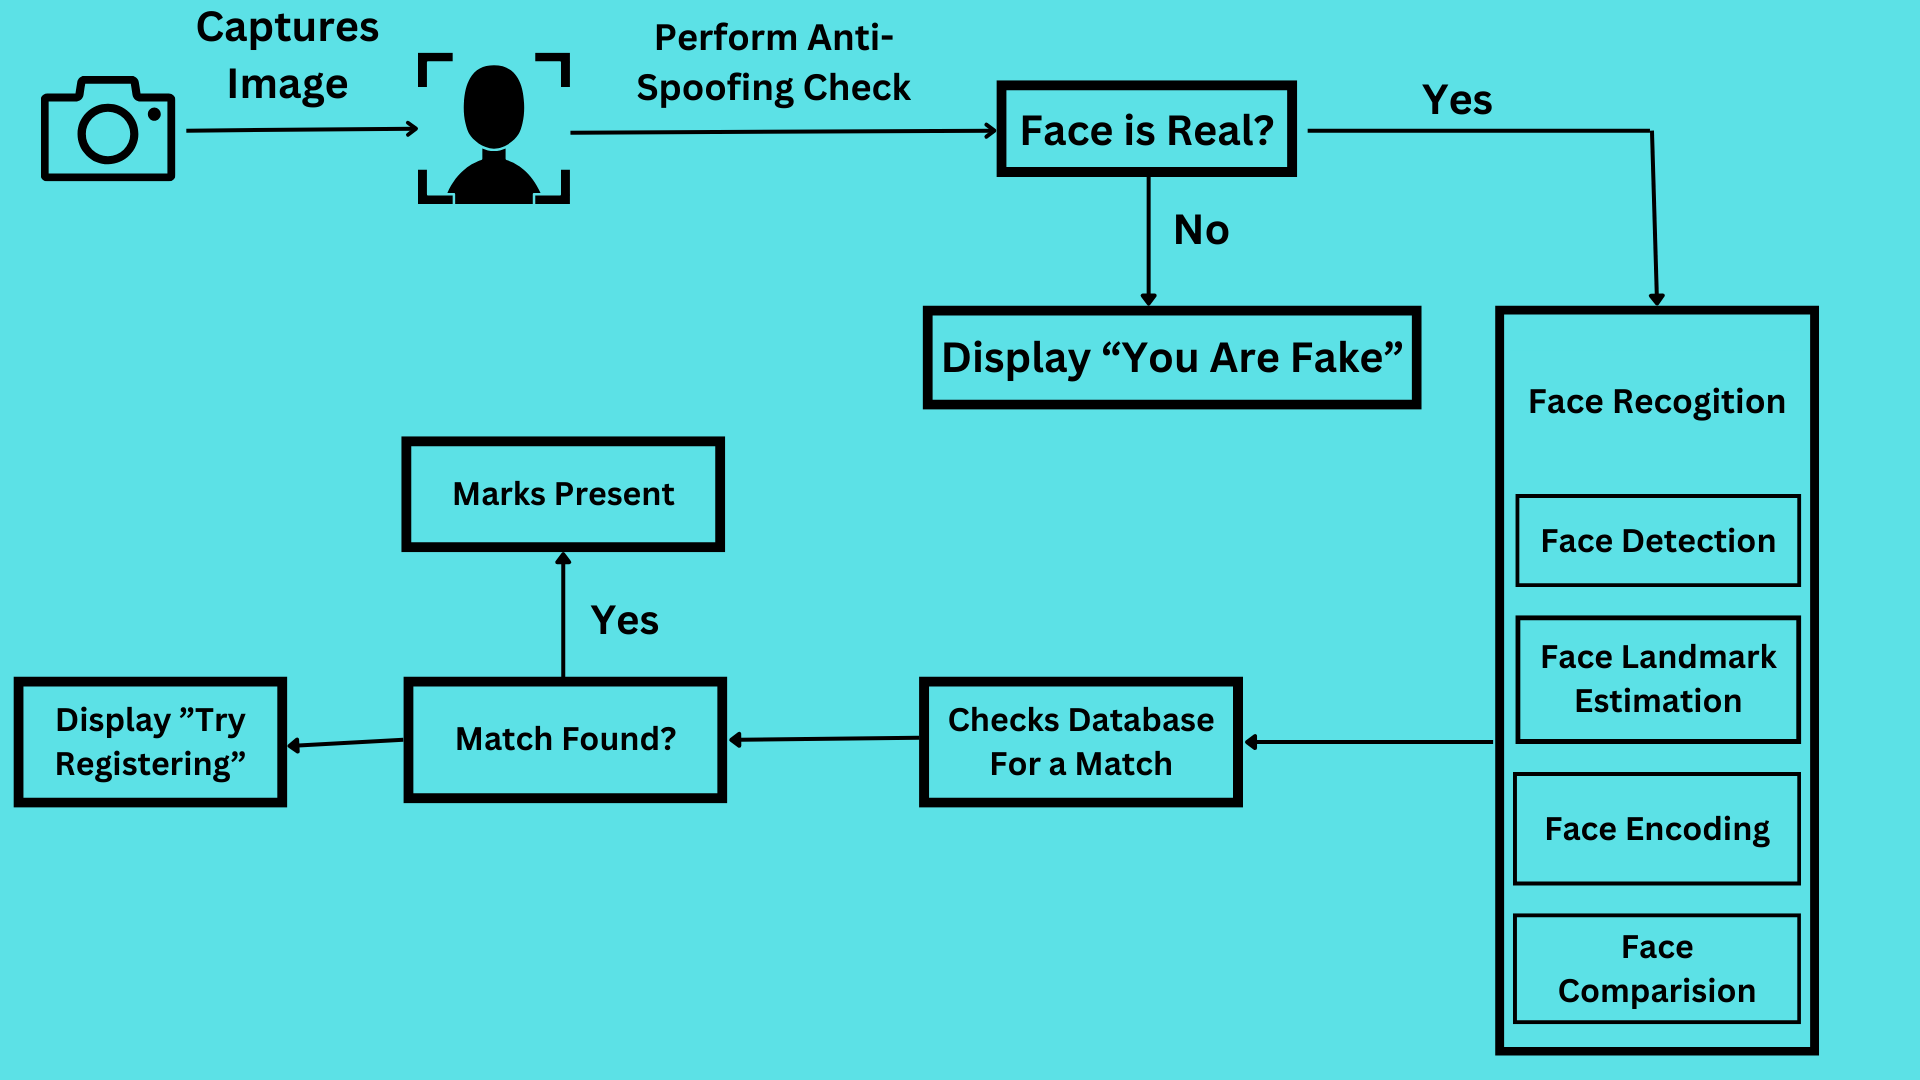 Captures
Image
Perform Anti-
Spoofing Check
Face is Real?
Yes
No
Display “You Are Fake”
Face Recogition
Face Detection
Face Landmark
Estimation
Face Encoding
Face
Comparision
Checks Database
For a Match
Match Found?
Yes
Marks Present
Display ”Try
Registering”